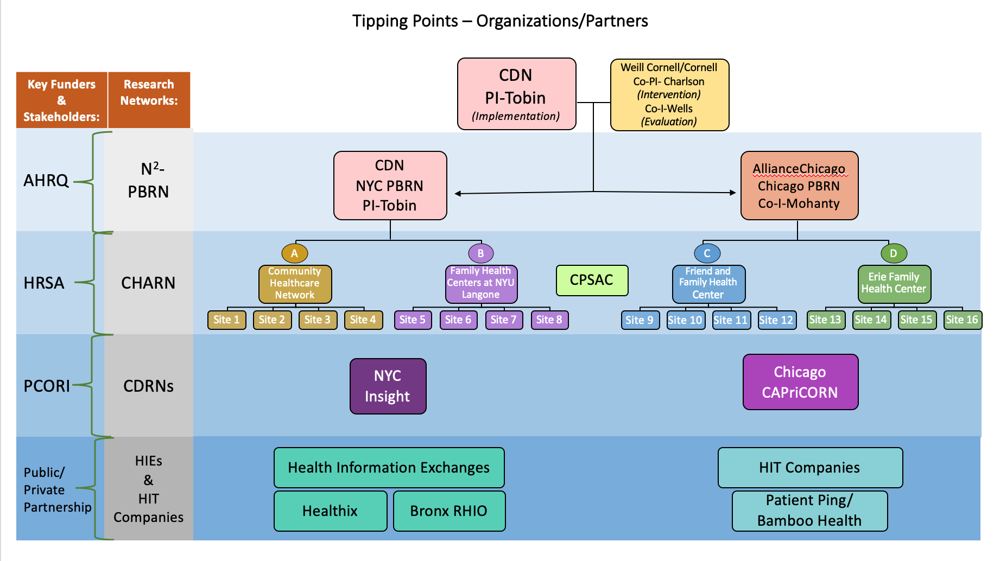 Tipping Points – Organizations/Partners
Key Funders
&
Stakeholders:
Research
Networks:
CDN
PI-Tobin
(Implementation)
Weill Cornell/Cornell
Co-PI- Charlson
(Intervention)
Co-I-Wells
(Evaluation)
AHRQ
N²-
PBRN
CDN
NYC PBRN
PI-Tobin
AllianceChicago
Chicago PBRN
Co-I-Mohanty
HRSA
CHARN
A
Community
Healthcare
Network
B
Family Health
Centers at NYU
Langone
CPSAC
C
Friend and
Family Health
Center
D
Erie Family
Health Center
Site 1
Site 2
Site 3
Site 4
Site 5
Site 6
Site 7
Site 8
Site 9
Site 10
Site 11
Site 12
Site 13
Site 14
Site 15
Site 16
PCORI
CDRNs
NYC
Insight
Chicago
CAPriCORN
Public/
Private
Partnership
HIEs
&
HIT
Companies
Health Information Exchanges
Healthix
Bronx RHIO
HIT Companies
Patient Ping/
Bamboo Health